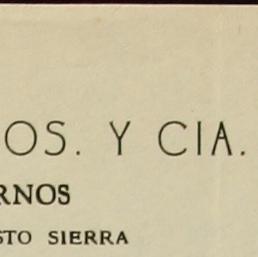 OS. Y CIA.
RNOS
STO SIERRA